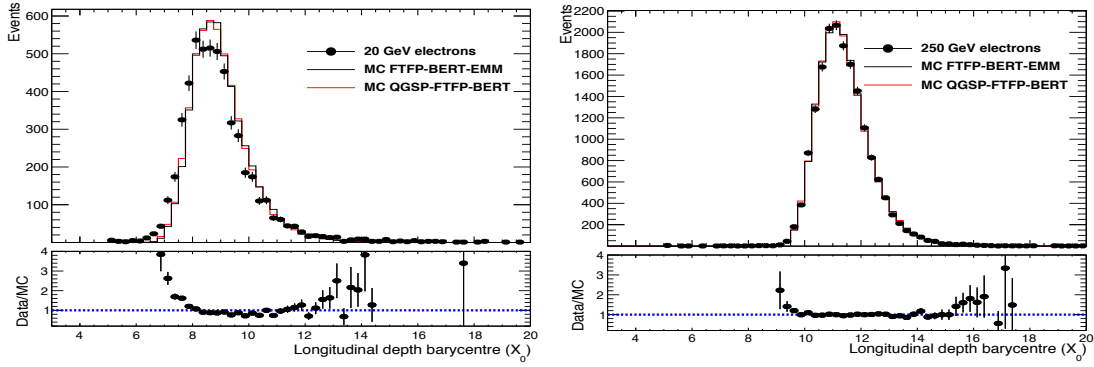 Events
600
500
400
300
200
100
20 GeV electrons
MC FTFP-BERT-EMM
MC QGSP-FTFP-BERT
Data/MC
4
3
2
1
4 6 8 10 12 14 16 18 20
Longitudinal depth barycentre (X0)
Events
2200
2000
1800
1600
1400
1200
1000
800
600
400
200
250 GeV electrons
MC FTFP-BERT-EMM
MC QGSP-FTFP-BERT
Data/MC
4
3
2
1
4 6 8 10 12 14 16 18 20
Longitudinal depth barycentre (X0)